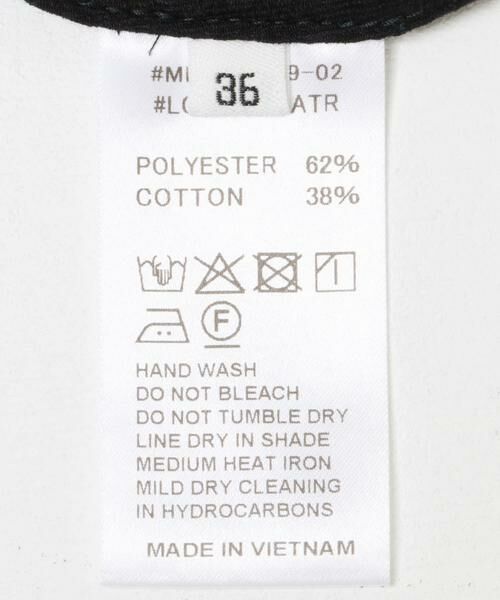 36
9-02
ATR
POLYESTER 62%
COTTON 38%
F
HAND WASH
DO NOT BLEACH
DO NOT TUMBLE DRY
LINE DRY IN SHADE
MEDIUM HEAT IRON
MILD DRY CLEANING
IN HYDROCARBONS
MADE IN VIETNAM